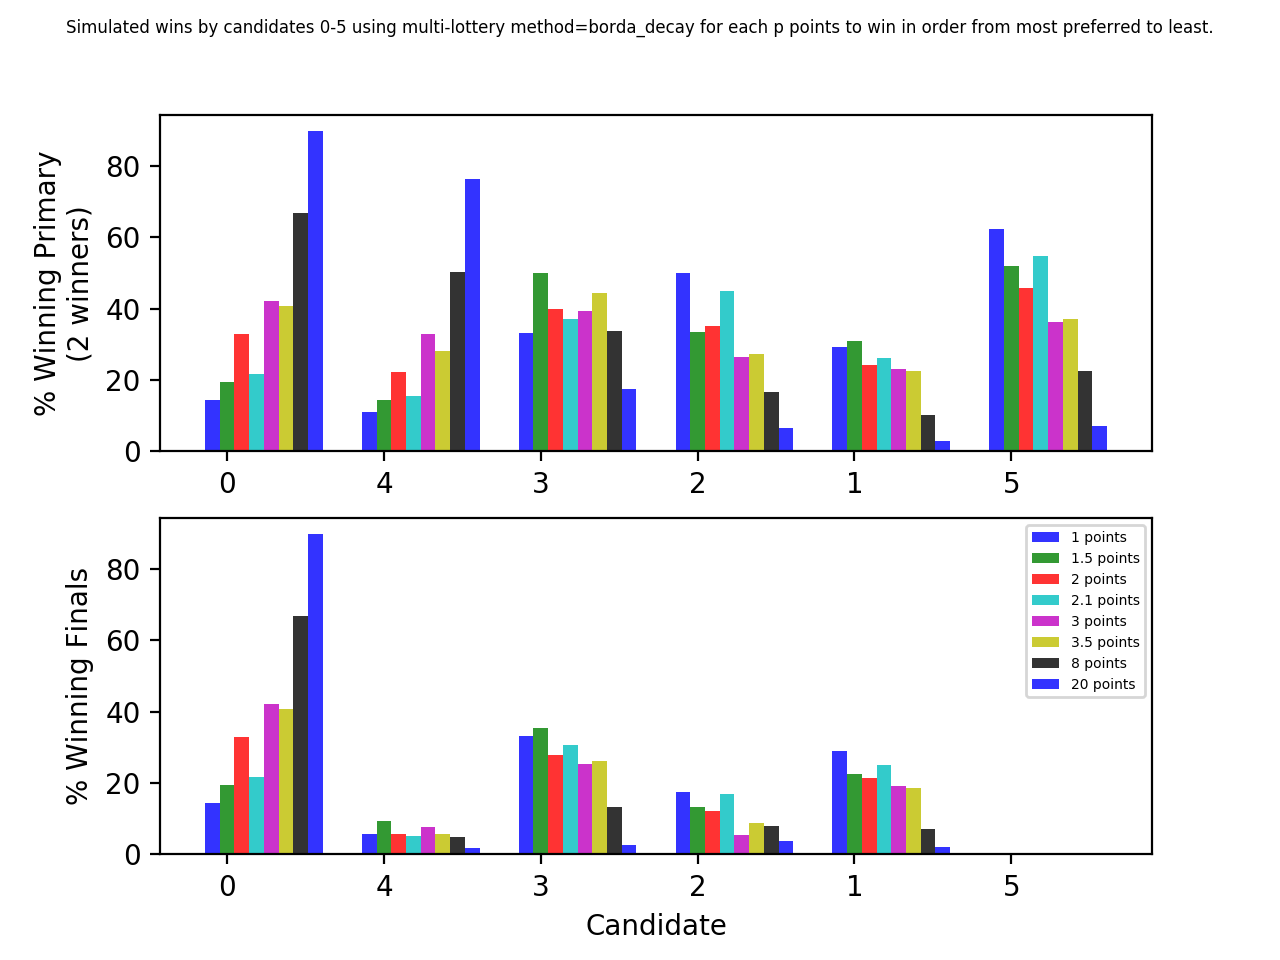 Simulated wins by candidates 0-5 using multi-lottery method=borda_decay for each p points to win in order from most preferred to least.
% Winning Primary
(2 winners)
80
60
40
20
0
0 4 3 2 1 5
% Winning Finals
80
60
40
20
0
1 points
1.5 points
2 points
2.1 points
3 points
3.5 points
8 points
20 points
0 4 3 2 1 5
Candidate